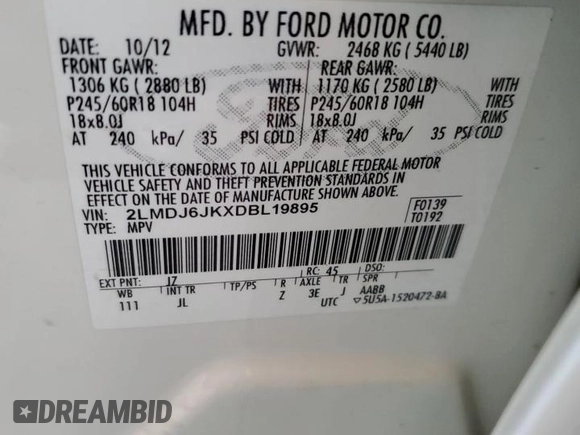 MFD. BY FORD MOTOR CO.
DATE: 10/12 GVWR: 2468 KG ( 5440 LB)
FRONT GAWR: REAR GAWR:
1306 KG ( 2880 LB) WITH 1170 KG ( 2580 LB) WITH
P245/60R18 104H TIRES P245/60R18 104H TIRES
18x8.0J RIMS 18x8.0J RIMS
AT 240 kPa/ 35 PSI COLD AT 240 kPa/ 35 PSI COLD
THIS VEHICLE CONFORMS TO ALL APPLICABLE FEDERAL MOTOR
VEHICLE SAFETY AND THEFT PREVENTION STANDARDS IN
EFFECT ON THE DATE OF MANUFACTURE SHOWN ABOVE.
VIN: 2LMDJ6JKXDBL19895 F0139
TYPE: MPV T0192
EXT PNT: 17 RC: 45 DSO:
WB INT TR TP/PS R AXLE TR SPR
111 JL Z 3E J AABB
UTC ▽5U5A-1520472-BA
DREAMBID